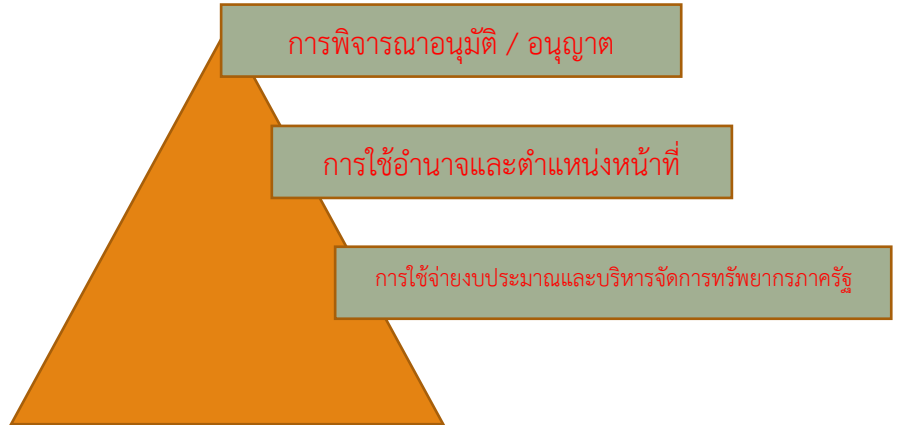 การพิจารณาอนุมัติ / อนุญาต
การใช้อำนาจและตำแหน่งหน้าที่
การใช้จ่ายงบประมาณและบริหารจัดการทรัพยากรภาครัฐ